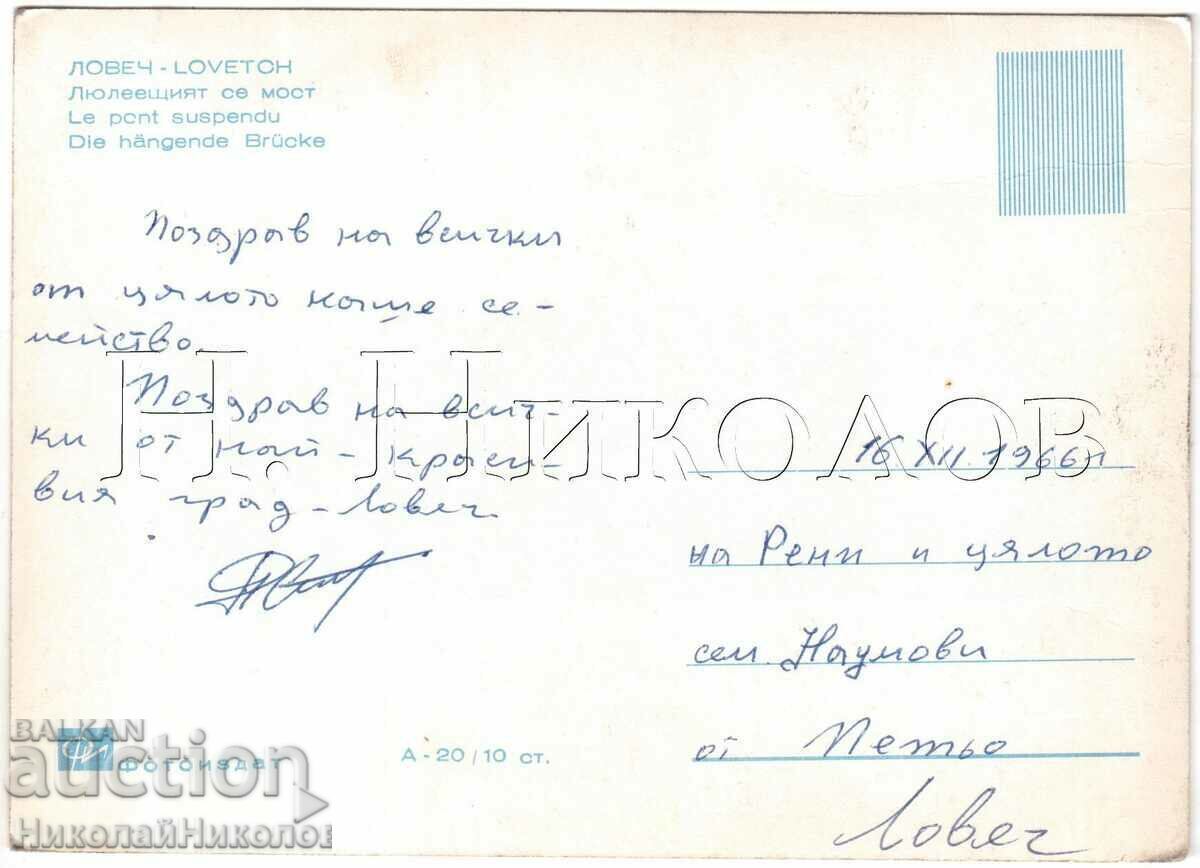 ЛОВЕЧ - LOVETCH
Люлеещият се мост
Le pont suspendu
Die hängende Brücke
Поздрав на всички
от цялото наше се-
мейство.
Поздрав на всич-
ки от най-краси-
вия град - Ловеч.
Н. Николов
16 XII. 1966 г
на Рени и цялото
сем. Наумови
от Петьо
Ловеч
ФОТОИЗДАТ
А - 20 / 10 ст.
BALKAN
auction
НиколайНиколов